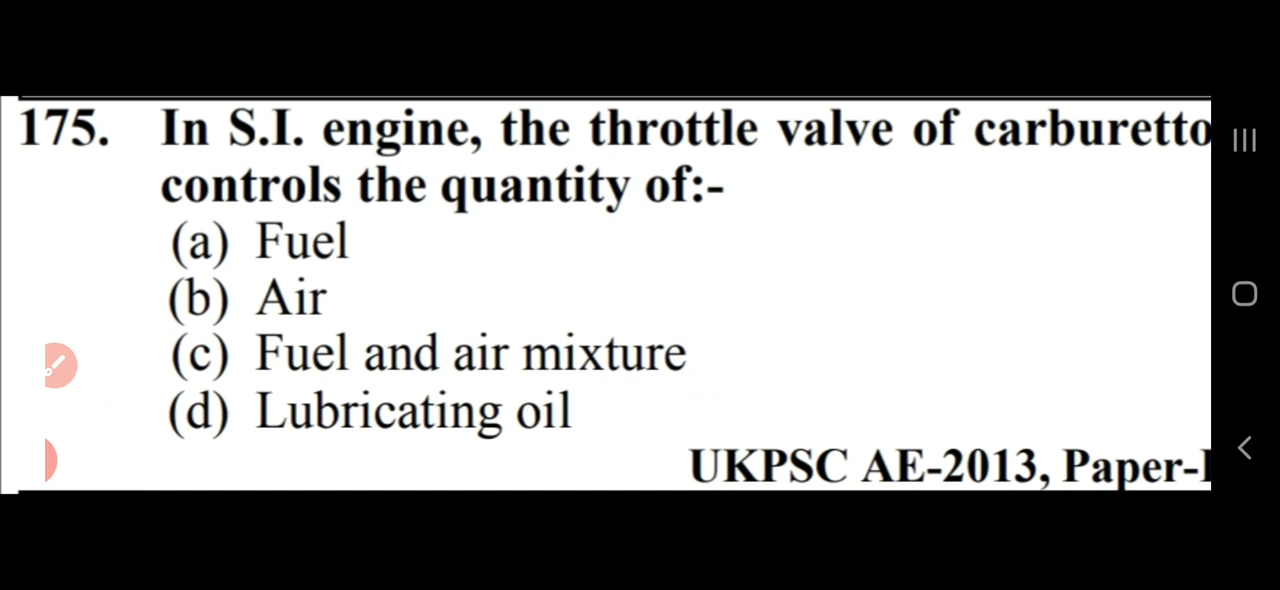 175. In S.I. engine, the throttle valve of carburetto
controls the quantity of:-
(a) Fuel
(b) Air
(c) Fuel and air mixture
(d) Lubricating oil
UKPSC AE-2013, Paper-I